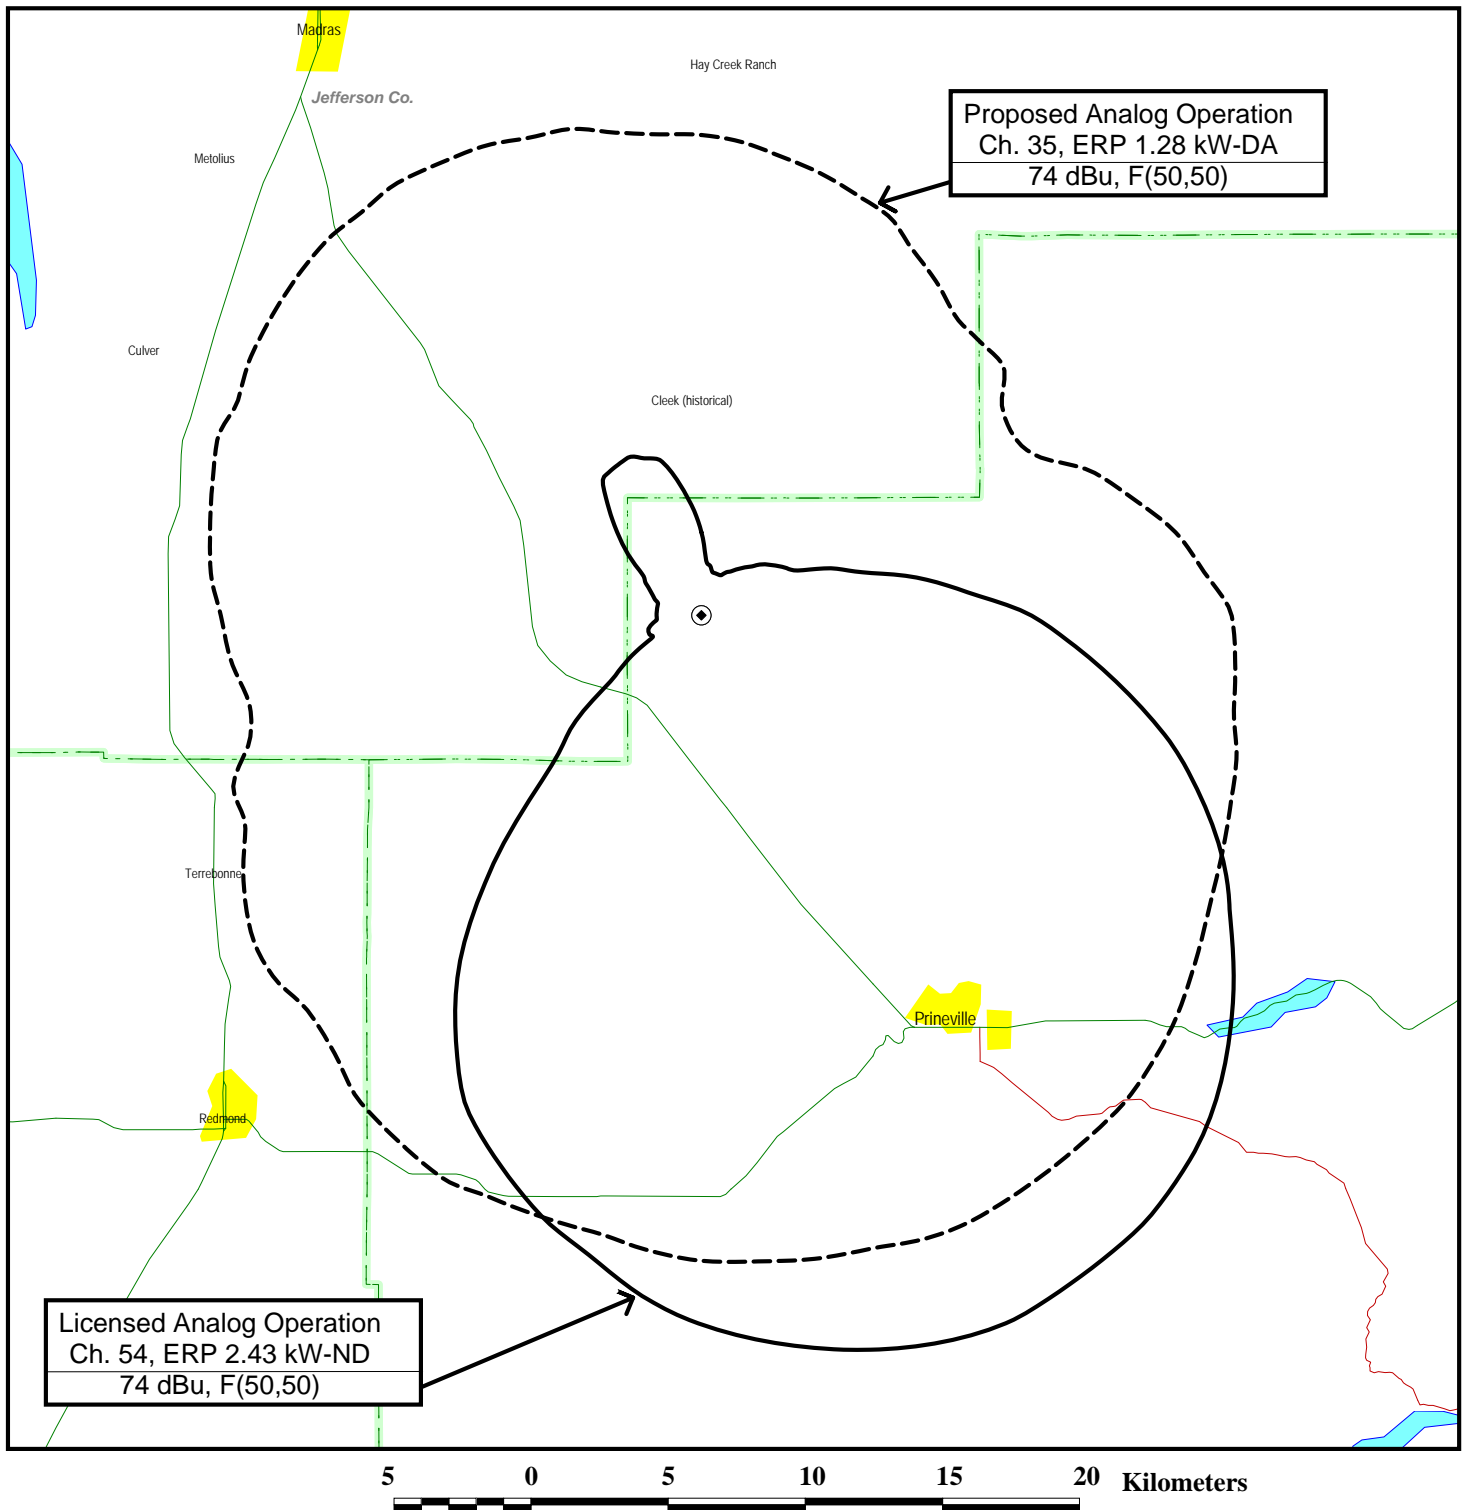 Madras
Hay Creek Ranch
Jefferson Co.
Proposed Analog Operation
Ch. 35, ERP 1.28 kW-DA
74 dBu, F(50,50)
Metolius
Culver
Cleek (historical)
Terrebonne
Prineville
Redmond
Licensed Analog Operation
Ch. 54, ERP 2.43 kW-ND
74 dBu, F(50,50)
5 0 5 10 15 20 Kilometers